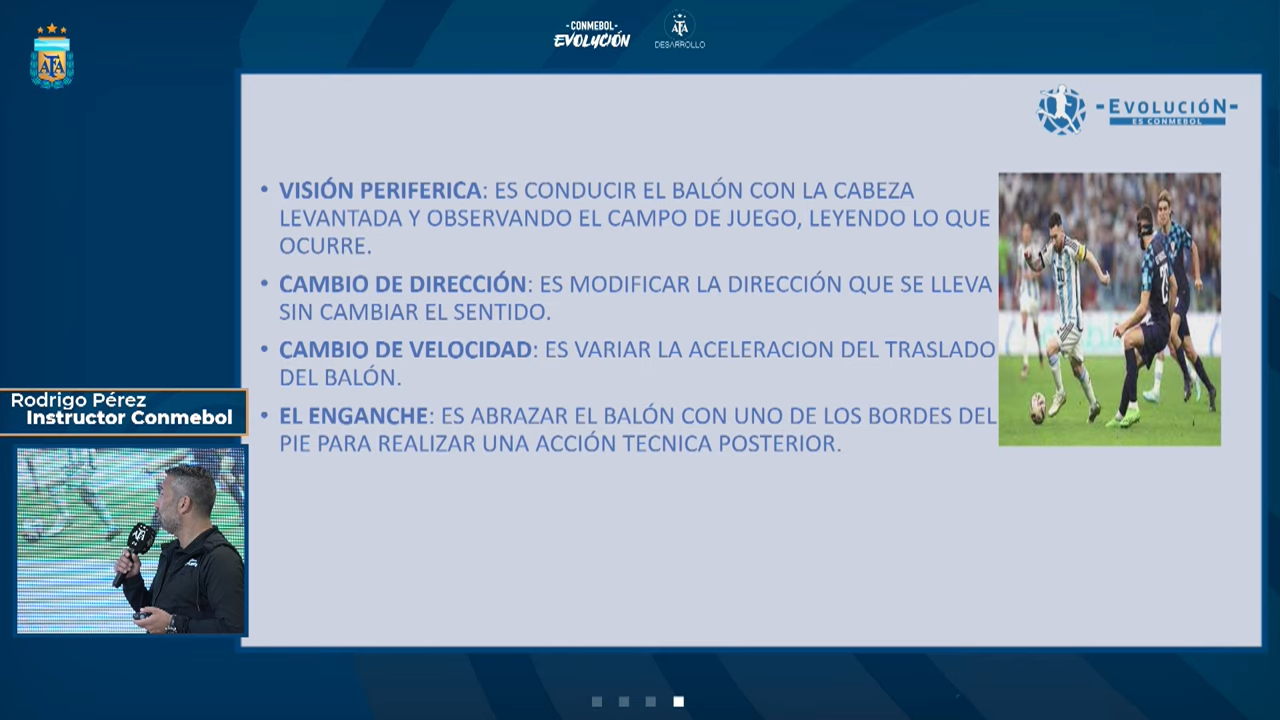 -CONMEBOL-
EVOLUCIÓN
AFA
DESARROLLO
AFA
-EVOLUCIÓN-
ES CONMEBOL
• VISIÓN PERIFERICA: ES CONDUCIR EL BALÓN CON LA CABEZA
LEVANTADA Y OBSERVANDO EL CAMPO DE JUEGO, LEYENDO LO QUE
OCURRE.
• CAMBIO DE DIRECCIÓN: ES MODIFICAR LA DIRECCIÓN QUE SE LLEVA
SIN CAMBIAR EL SENTIDO.
• CAMBIO DE VELOCIDAD: ES VARIAR LA ACELERACION DEL TRASLADO
DEL BALÓN.
• EL ENGANCHE: ES ABRAZAR EL BALÓN CON UNO DE LOS BORDES DEL
PIE PARA REALIZAR UNA ACCIÓN TECNICA POSTERIOR.
Rodrigo Pérez
Instructor Conmebol
AFA